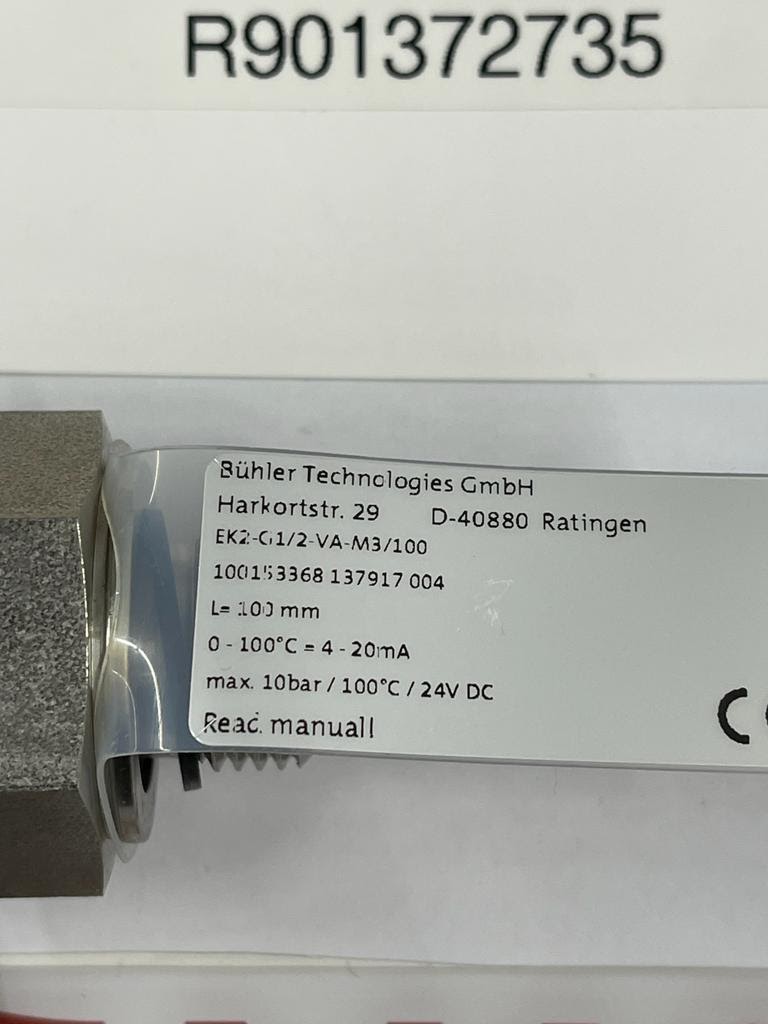 R901372735
Bühler Technologies GmbH
Harkortstr. 29 D-40880 Ratingen
EK2-G1/2-VA-M3/100
100153368 137917 004
L= 100 mm
0 - 100°C = 4 - 20mA
max. 10bar / 100°C / 24V DC
Read manual!